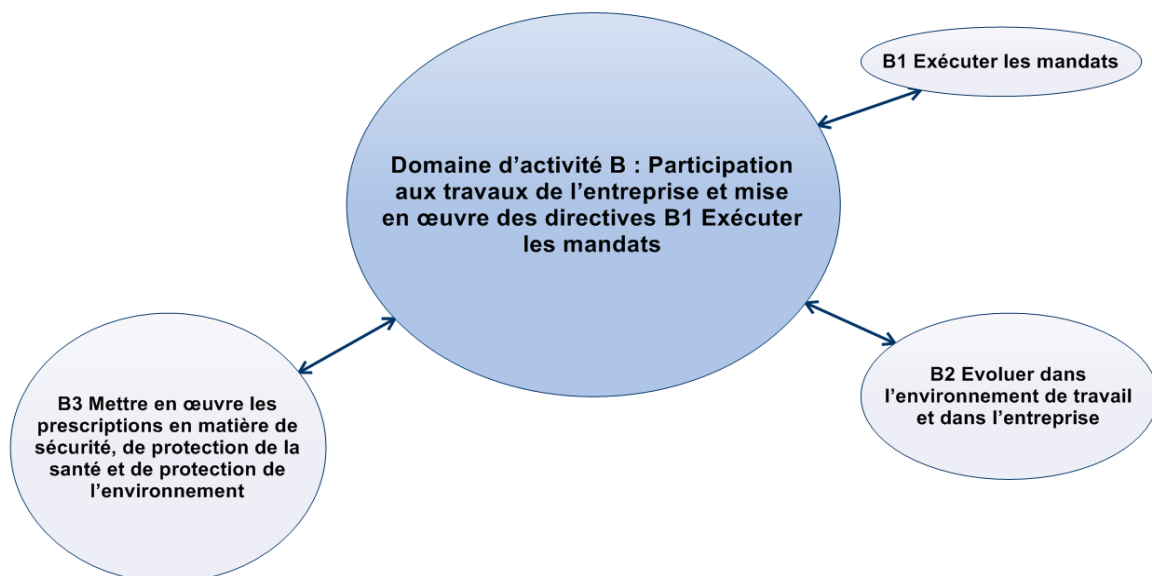 B1 Exécuter les mandats
Domaine d’activité B : Participation
aux travaux de l’entreprise et mise
en œuvre des directives B1 Exécuter
les mandats
B2 Evoluer dans
l’environnement de travail
et dans l’entreprise
B3 Mettre en œuvre les
prescriptions en matière de
sécurité, de protection de la
santé et de protection de
l’environnement